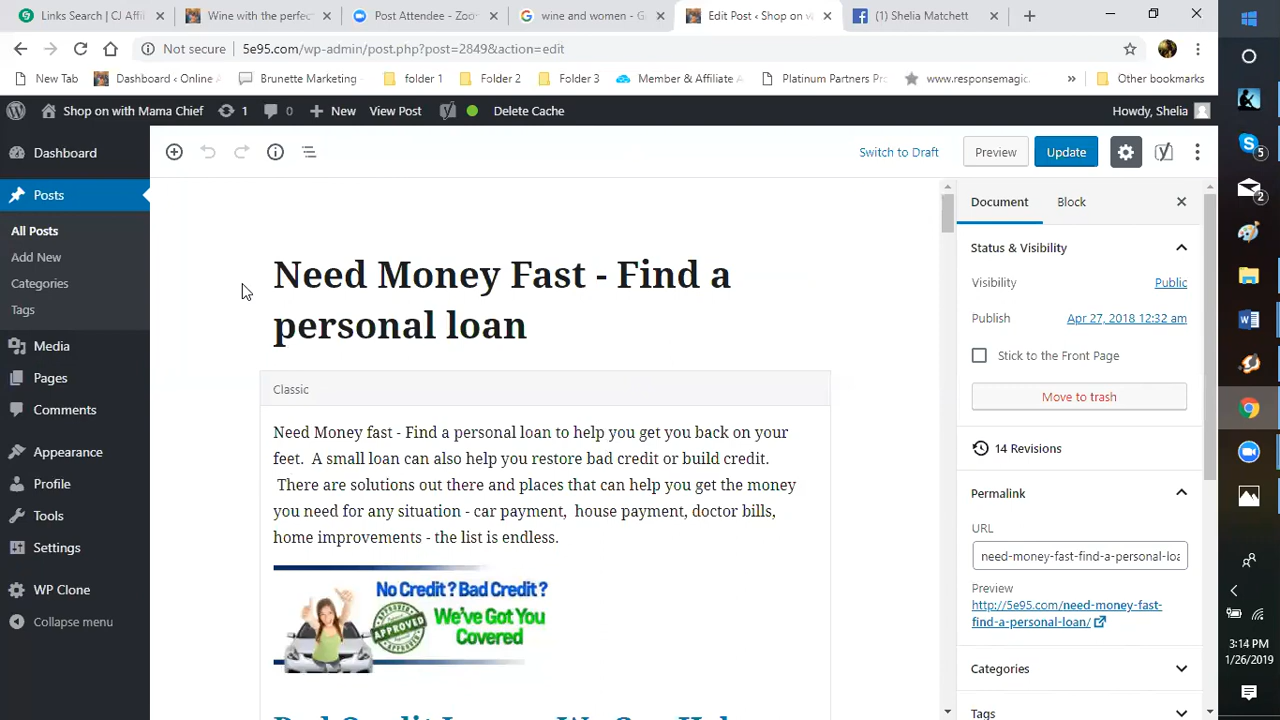 Links Search | CJ Affil
Wine with the perfec
Post Attendee - Zoo
wine and women - G
Edit Post ‹ Shop on w
(1) Shelia Matchett
Not secure
5e95.com/wp-admin/post.php?post=2849&action=edit
New Tab
Dashboard ‹ Online
Brunette Marketing
folder 1
Folder 2
Folder 3
Member & Affiliate
Platinum Partners Pr
www.responsemagic.
»
Other bookmarks
Shop on with Mama Chief
1
0
New
View Post
Delete Cache
Howdy, Shelia
Dashboard
Posts
All Posts
Add New
Categories
Tags
Media
Pages
Comments
Appearance
Profile
Tools
Settings
WP Clone
Collapse menu
Switch to Draft
Preview
Update
Need Money Fast - Find a
personal loan
Classic
Need Money fast - Find a personal loan to help you get you back on your
feet. A small loan can also help you restore bad credit or build credit.
There are solutions out there and places that can help you get the money
you need for any situation - car payment, house payment, doctor bills,
home improvements - the list is endless.
No Credit? Bad Credit?
APPROVED
We've Got You
Covered
Document
Block
Status & Visibility
Visibility
Public
Publish
Apr 27, 2018 12:32 am
Stick to the Front Page
Move to trash
14 Revisions
Permalink
URL
need-money-fast-find-a-personal-loa
Preview
http://5e95.com/need-money-fast-
find-a-personal-loan/
Categories
Tags
5
2
3:14 PM
1/26/2019